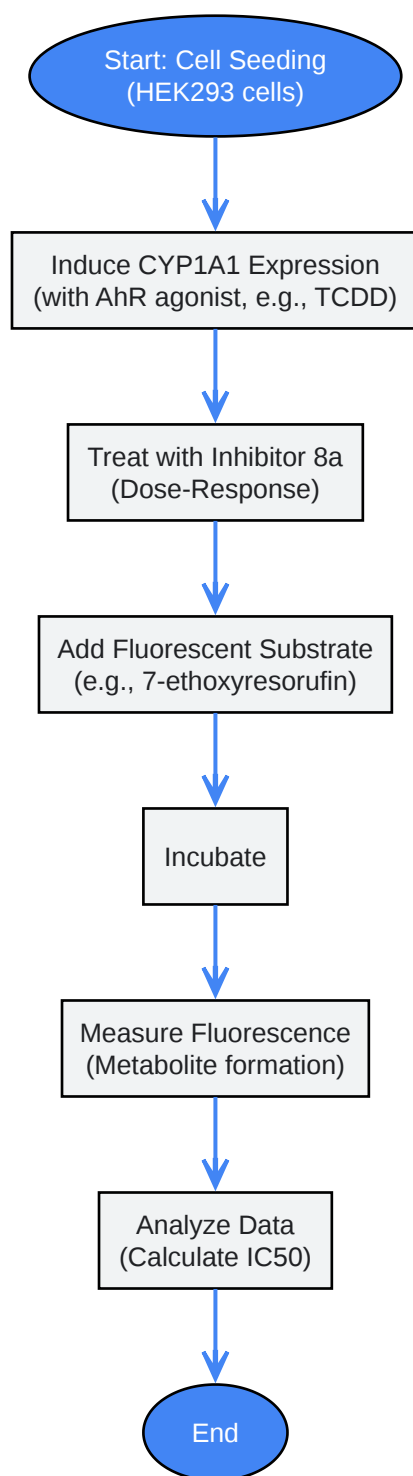 Start: Cell Seeding
(HEK293 cells)
Induce CYP1A1 Expression
(with AhR agonist, e.g., TCDD)
Treat with Inhibitor 8a
(Dose-Response)
Add Fluorescent Substrate
(e.g., 7-ethoxyresorufin)
Incubate
Measure Fluorescence
(Metabolite formation)
Analyze Data
(Calculate IC50)
End